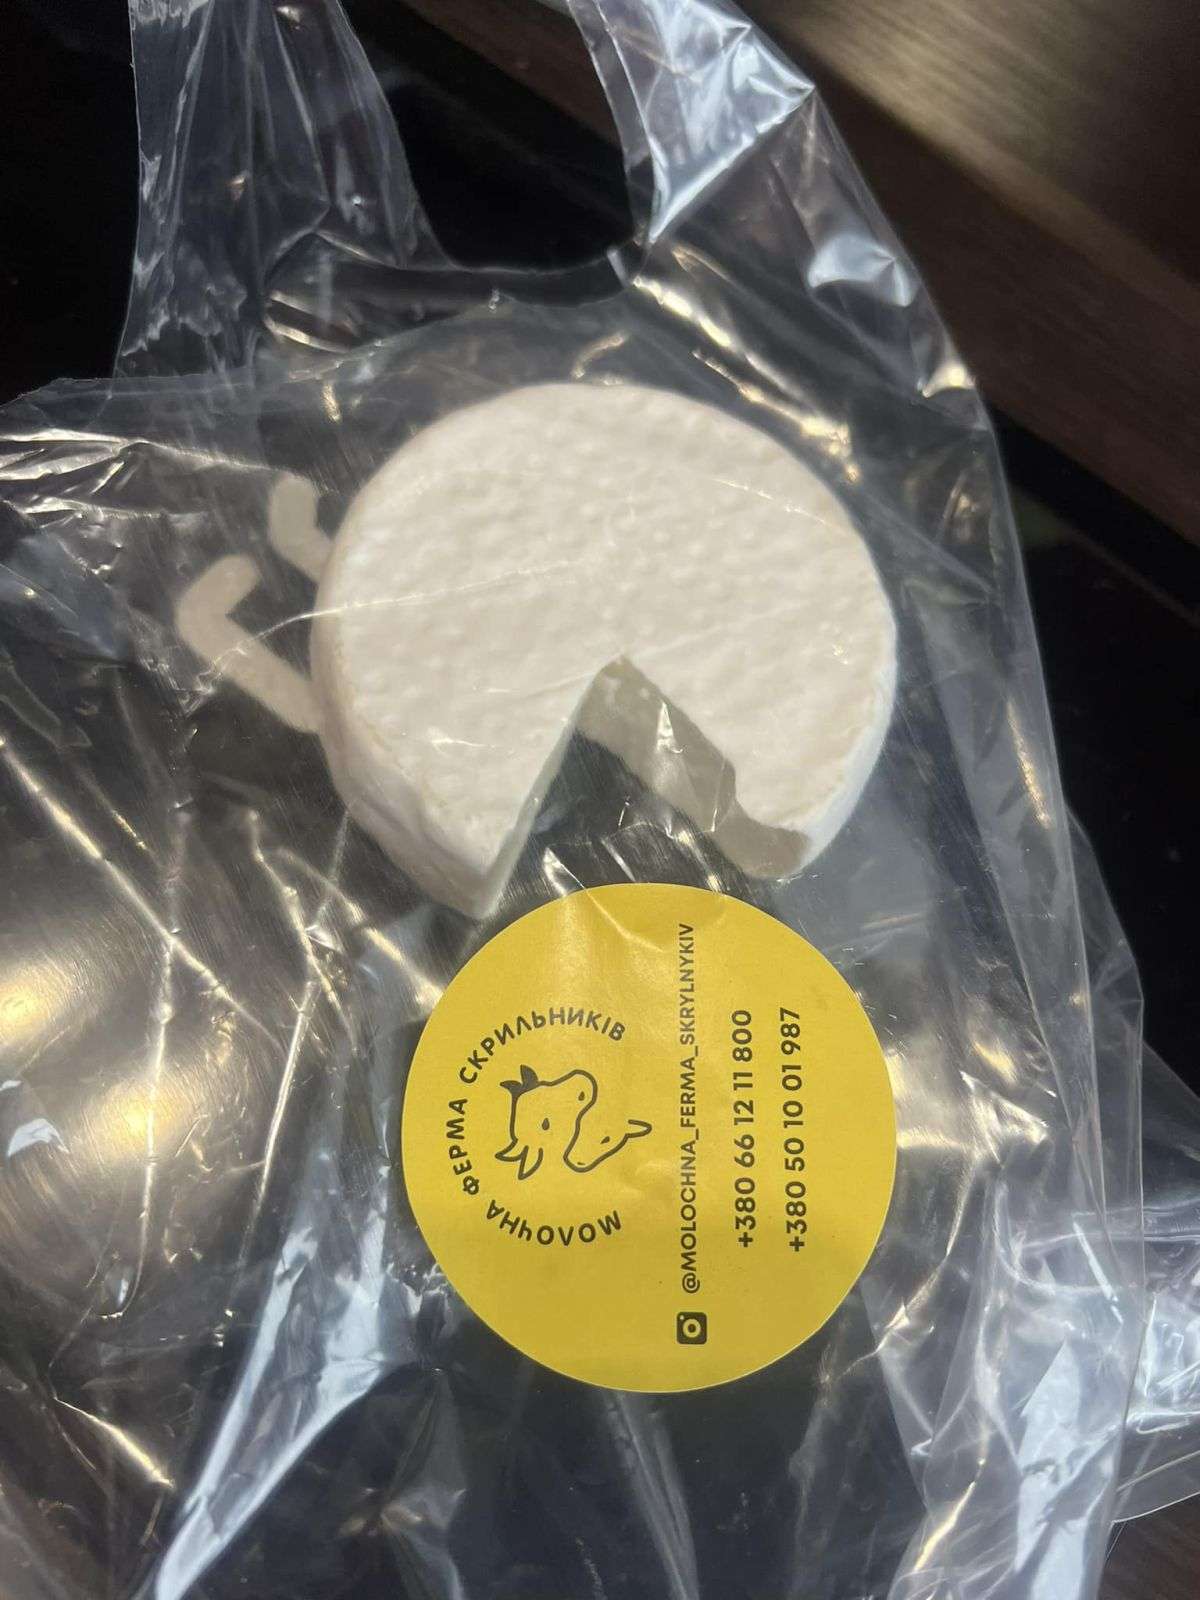 МОЛОЧНА ФЕРМА СКРИЛЬНИКІВ
@MOLOCHNA_FERMA_SKRYLNYKIV
+380 66 12 11 800
+380 50 10 01 987